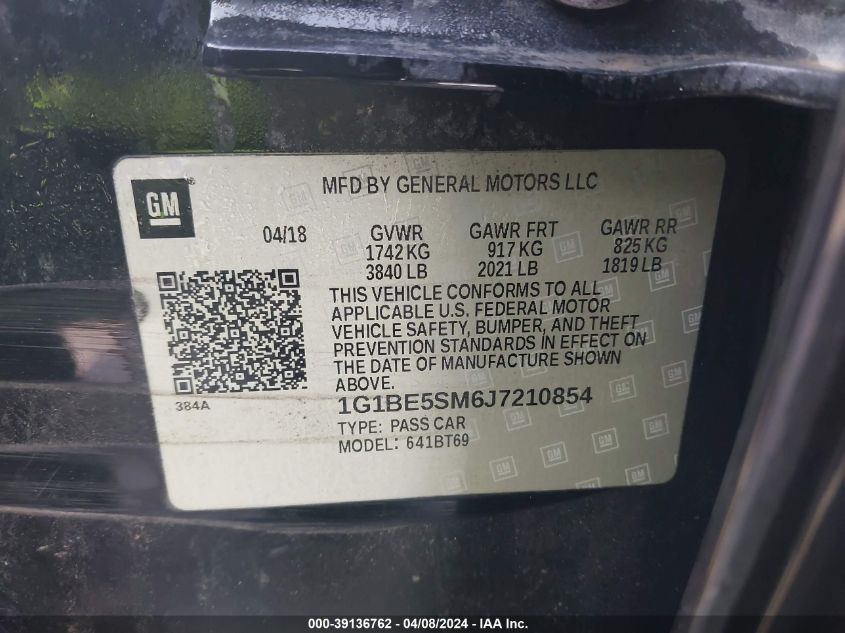 GM
MFD BY GENERAL MOTORS LLC
04/18 GVWR GAWR FRT GAWR RR
1742 KG 917 KG 825 KG
3840 LB 2021 LB 1819 LB
THIS VEHICLE CONFORMS TO ALL
APPLICABLE U.S. FEDERAL MOTOR
VEHICLE SAFETY, BUMPER, AND THEFT
PREVENTION STANDARDS IN EFFECT ON
THE DATE OF MANUFACTURE SHOWN
ABOVE.
384A
1G1BE5SM6J7210854
TYPE: PASS CAR
MODEL: 641BT69
000-39136762 - 04/08/2024 - IAA Inc.